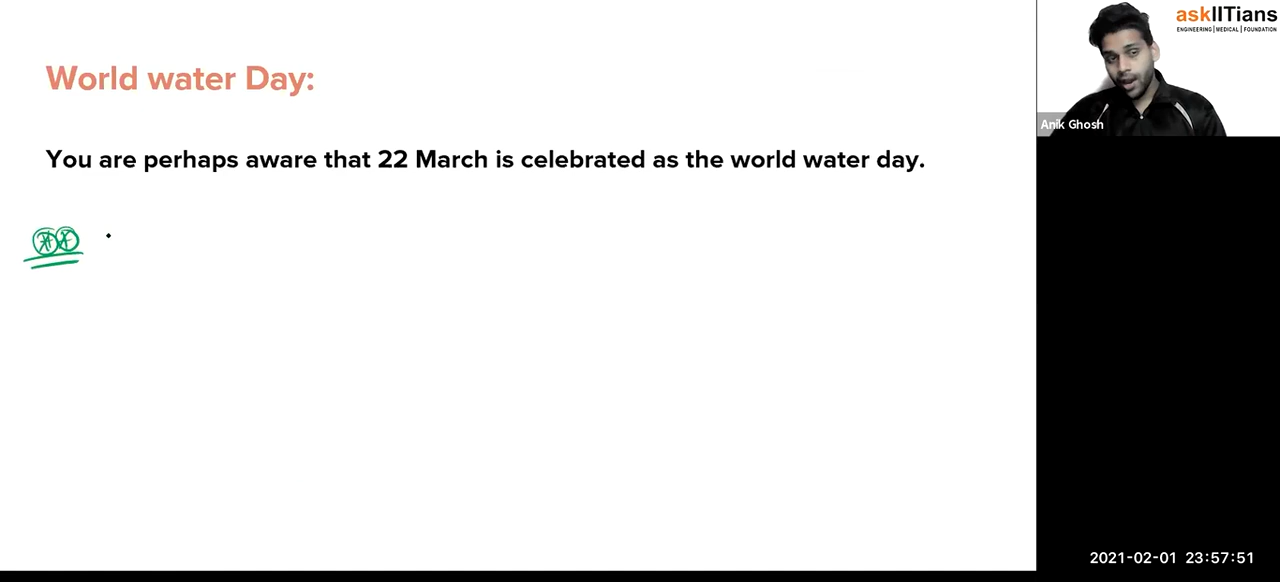 World water Day:
You are perhaps aware that 22 March is celebrated as the world water day.
askIITians
ENGINEERING | MEDICAL | FOUNDATION
Anik Ghosh
2021-02-01 23:57:51